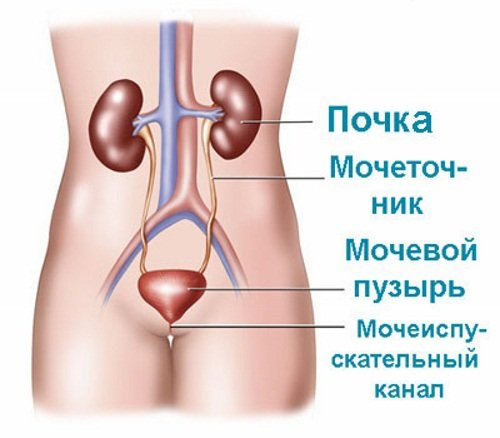 Почка
Мочеточ-
ник
Мочевой
пузырь
Мочеиспу-
скательный
канал